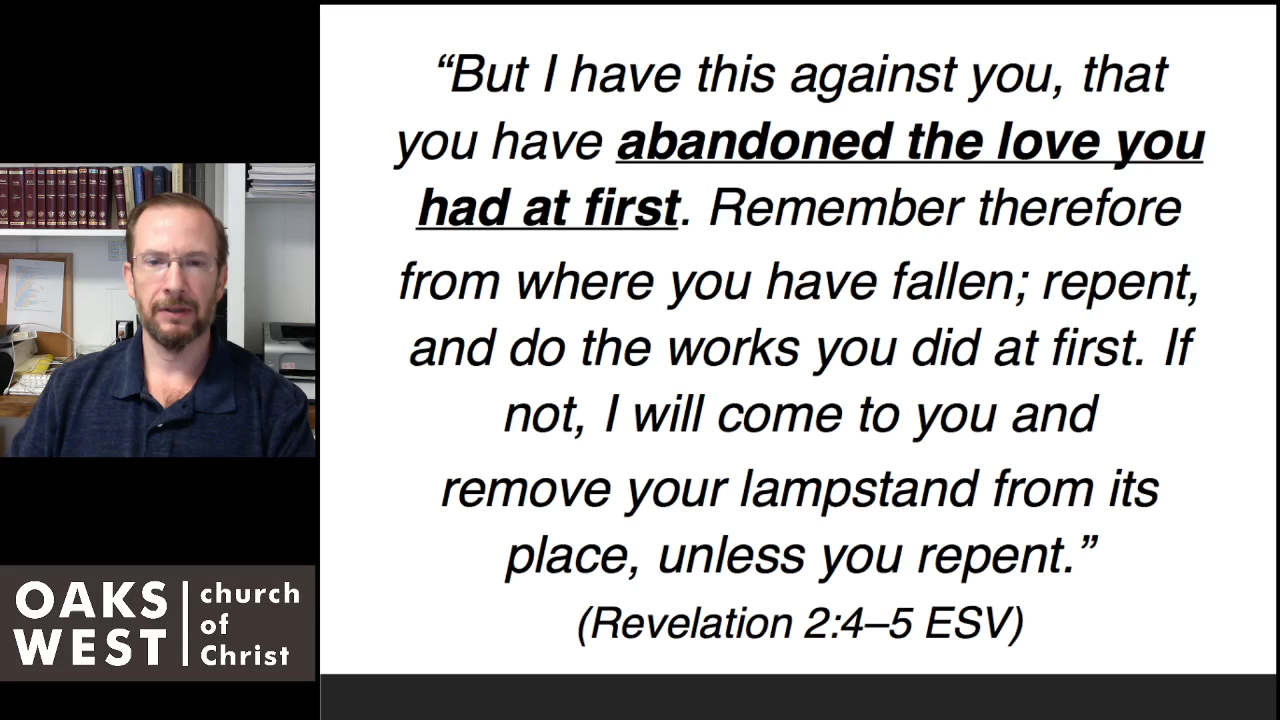 “But I have this against you, that
you have abandoned the love you
had at first. Remember therefore
from where you have fallen; repent,
and do the works you did at first. If
not, I will come to you and
remove your lampstand from its
place, unless you repent.”
(Revelation 2:4–5 ESV)
OAKS
WEST
church
of
Christ